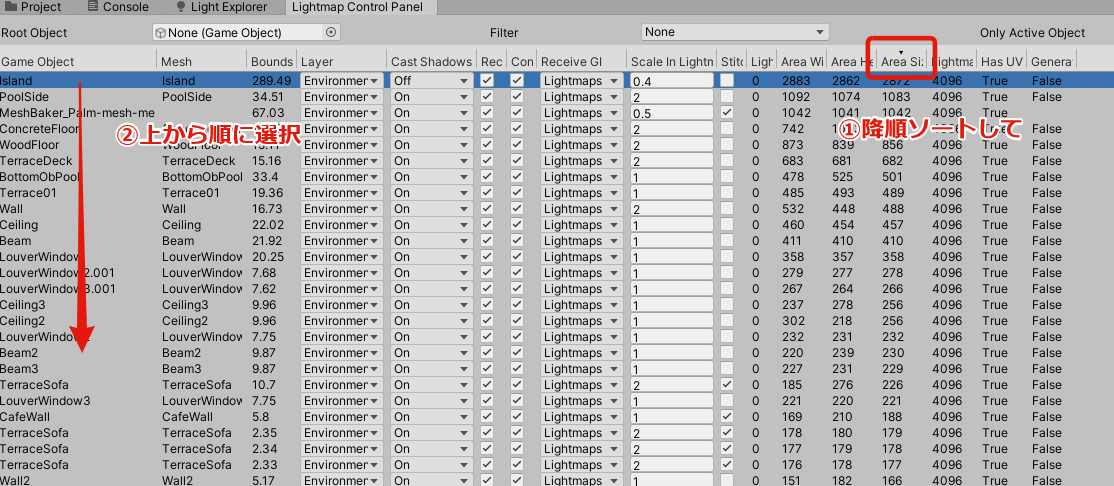 Project Console Light Explorer Lightmap Control Panel
Root Object None (Game Object) Filter None Only Active Object
Game Object Mesh Bounds Layer Cast Shadows Rec Con Receive GI Scale In Lightm Stitc Ligh Area Wi Area He Area Si: Lightma Has UV Genera
Island Island 289.49 Environmer Off Lightmaps 0.4 0 2883 2862 2872 4096 True False
PoolSide PoolSide 34.51 Environmer On Lightmaps 2 0 1092 1074 1083 4096 True False
MeshBaker_Palm-mesh-me 67.03 Environmer On Lightmaps 0.5 0 1042 1041 1042 4096 True
ConcreteFloor Environmer On Lightmaps 2 0 742 False
①降順ソートして
②上から順に選択
WoodFloor WoodFloor Environmer On Lightmaps 2 0 873 839 856 4096 True False
TerraceDeck TerraceDeck 15.16 Environmer On Lightmaps 2 0 683 681 682 4096 True False
BottomObPool BottomObPo 33.4 Environmer On Lightmaps 1 0 478 525 501 4096 True False
Terrace01 Terrace01 19.36 Environmer On Lightmaps 1 0 485 493 489 4096 True False
Wall Wall 16.73 Environmer On Lightmaps 2 0 532 448 488 4096 True False
Ceiling Ceiling 22.02 Environmer On Lightmaps 1 0 460 454 457 4096 True False
Beam Beam 21.92 Environmer On Lightmaps 1 0 411 410 410 4096 True False
LouverWindow LouverWindow 20.25 Environmer On Lightmaps 1 0 358 357 358 4096 True False
LouverWindow2.001 LouverWindow 7.68 Environmer On Lightmaps 1 0 279 277 278 4096 True False
LouverWindow3.001 LouverWindow 7.62 Environmer On Lightmaps 1 0 267 264 266 4096 True False
Ceiling3 Ceiling3 9.96 Environmer On Lightmaps 1 0 237 278 256 4096 True False
Ceiling2 Ceiling2 9.96 Environmer On Lightmaps 1 0 302 218 256 4096 True False
LouverWindow2 LouverWindow 7.75 Environmer On Lightmaps 1 0 232 231 232 4096 True False
Beam2 Beam2 9.87 Environmer On Lightmaps 1 0 220 239 230 4096 True False
Beam3 Beam3 9.87 Environmer On Lightmaps 1 0 227 231 229 4096 True False
TerraceSofa TerraceSofa 10.7 Environmer On Lightmaps 2 0 185 276 226 4096 True False
LouverWindow3 LouverWindow 7.75 Environmer On Lightmaps 1 0 221 220 221 4096 True False
CafeWall CafeWall 5.8 Environmer On Lightmaps 1 0 169 210 188 4096 True False
TerraceSofa TerraceSofa 2.35 Environmer On Lightmaps 2 0 178 180 179 4096 True False
TerraceSofa TerraceSofa 2.34 Environmer On Lightmaps 2 0 177 179 178 4096 True False
TerraceSofa TerraceSofa 2.33 Environmer On Lightmaps 2 0 176 178 177 4096 True False
Wall2 Wall2 5.17 Environmer On Lightmaps 1 0 151 182 166 4096 True False